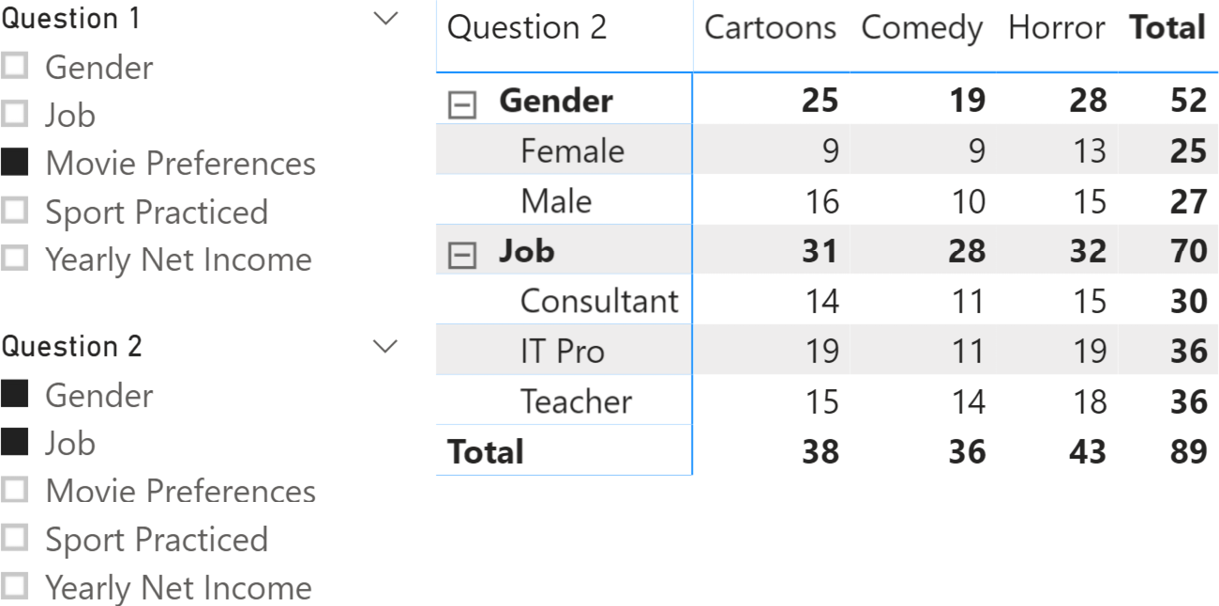 Question 1
Gender
Job
Movie Preferences
Sport Practiced
Yearly Net Income
Question 2
Gender
Job
Movie Preferences
Sport Practiced
Yearly Net Income
Question 2 Cartoons Comedy Horror Total
Gender 25 19 28 52
Female 9 9 13 25
Male 16 10 15 27
Job 31 28 32 70
Consultant 14 11 15 30
IT Pro 19 11 19 36
Teacher 15 14 18 36
Total 38 36 43 89